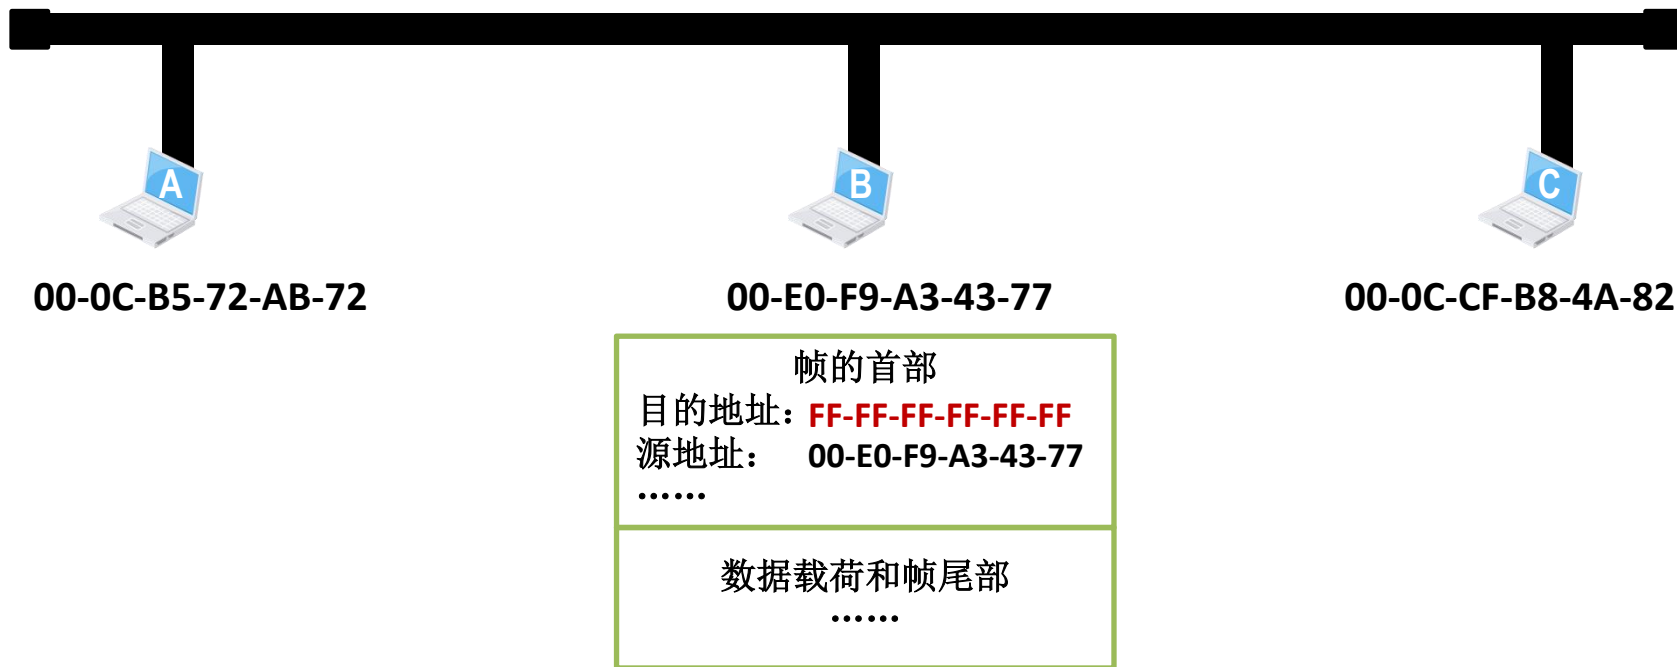 A
B
C
00-0C-B5-72-AB-72
00-E0-F9-A3-43-77
00-0C-CF-B8-4A-82
帧的首部
目的地址：FF-FF-FF-FF-FF-FF
源地址： 00-E0-F9-A3-43-77
……
数据载荷和帧尾部
……